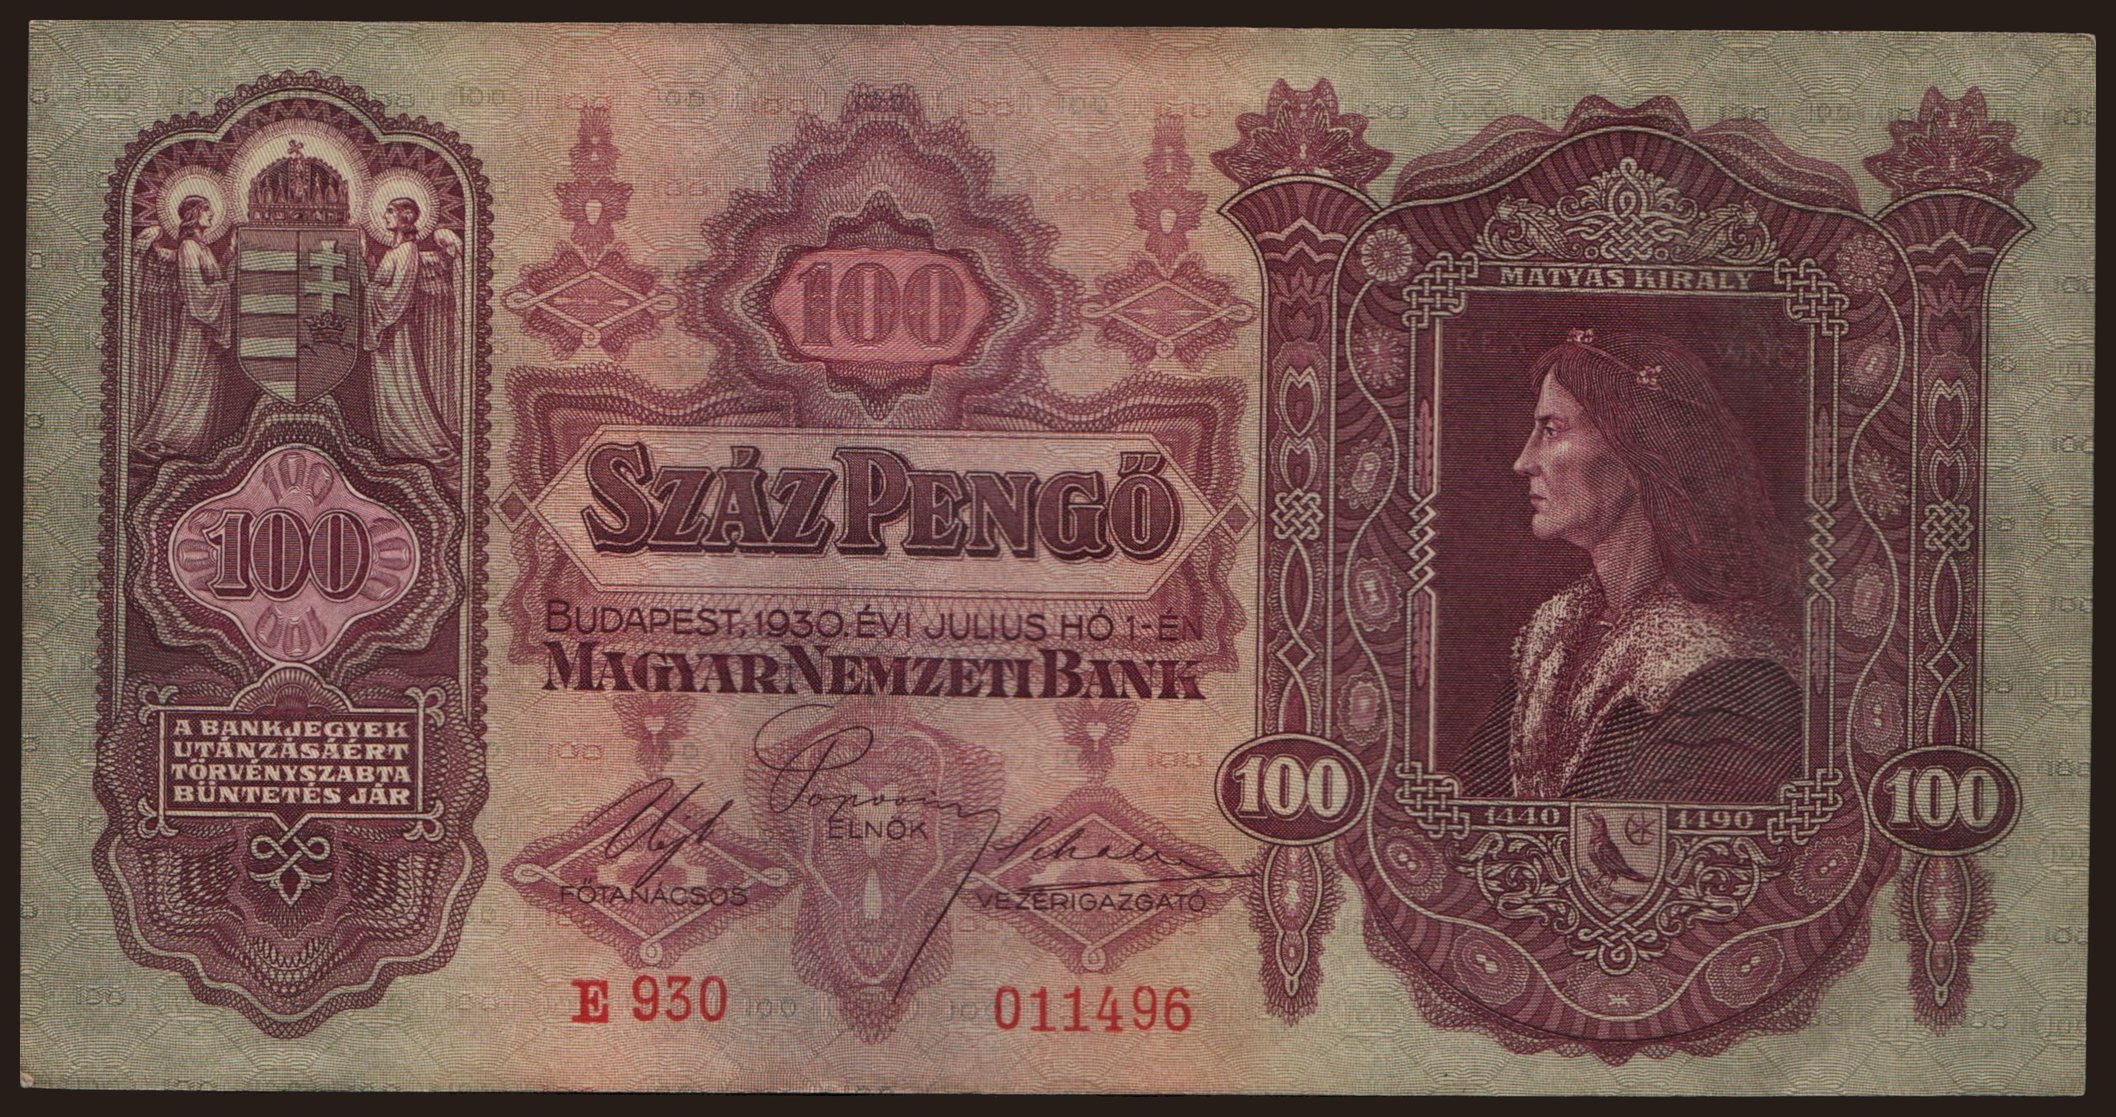 100
MATYÁS KIRÁLY
SZÁZ PENGŐ
100
BUDAPEST, 1930. ÉVI JULIUS HÓ 1-ÉN
MAGYAR NEMZETI BANK
A BANKJEGYEK
UTÁNZÁSÁÉRT
TÖRVÉNYSZABTA
BÜNTETÉS JÁR
ELNÖK
FŐTANÁCSOS
VEZÉRIGAZGATÓ
100
1440
1490
100
E 930
011496